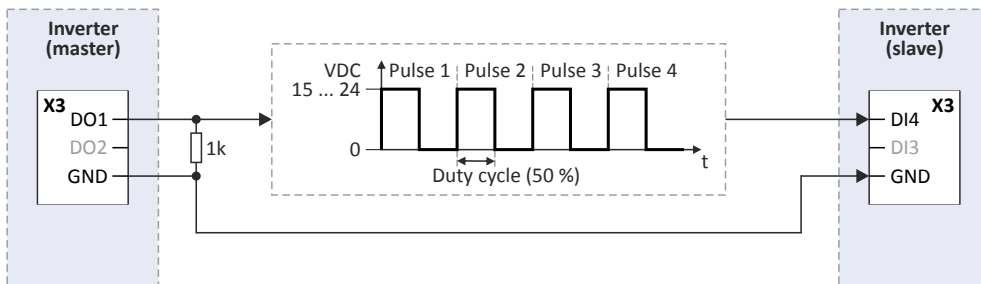 Inverter
(master)
X3
DO1
DO2
GND
1k
VDC
15 ... 24
0
Pulse 1
Pulse 2
Pulse 3
Pulse 4
t
Duty cycle (50 %)
Inverter
(slave)
X3
DI4
DI3
GND